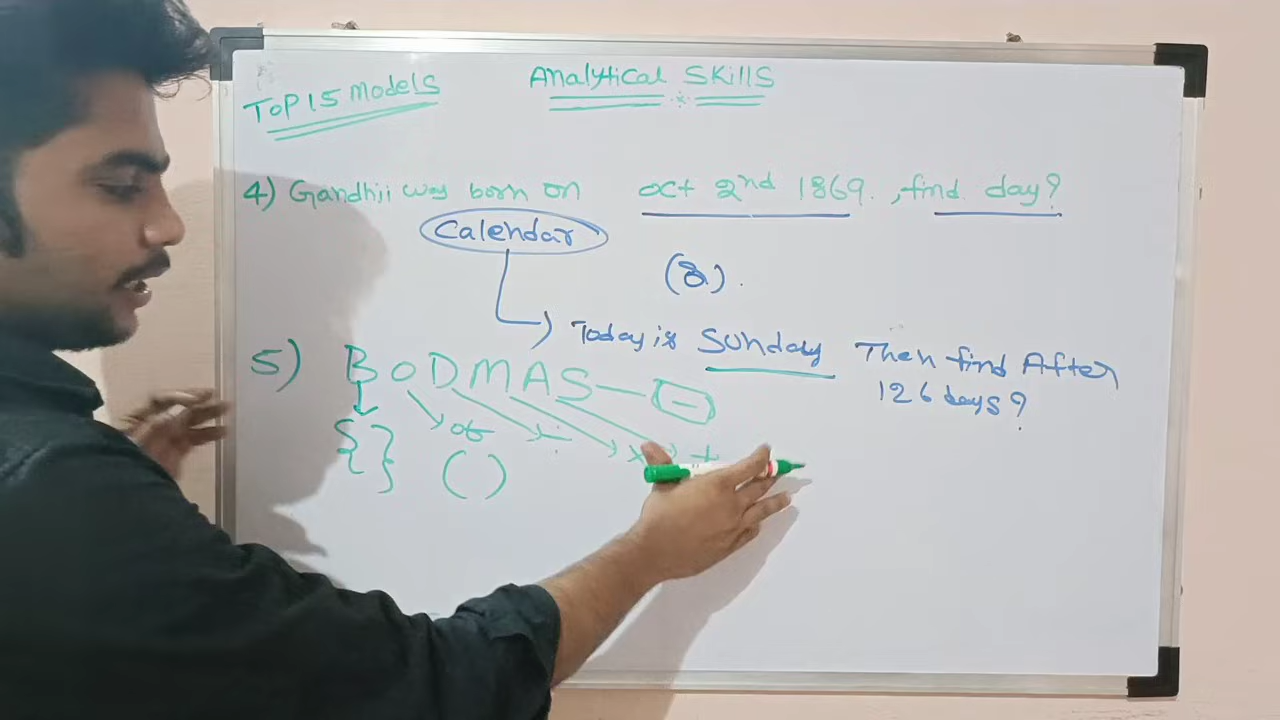 Top 15 Models
Analytical Skills
4) Gandhiji was born on oct 2nd 1869. , find day?
Calendar
(8).
Today is Sunday Then find After
126 days?
5) BODMAS — -
{ } of ÷ × +
( )